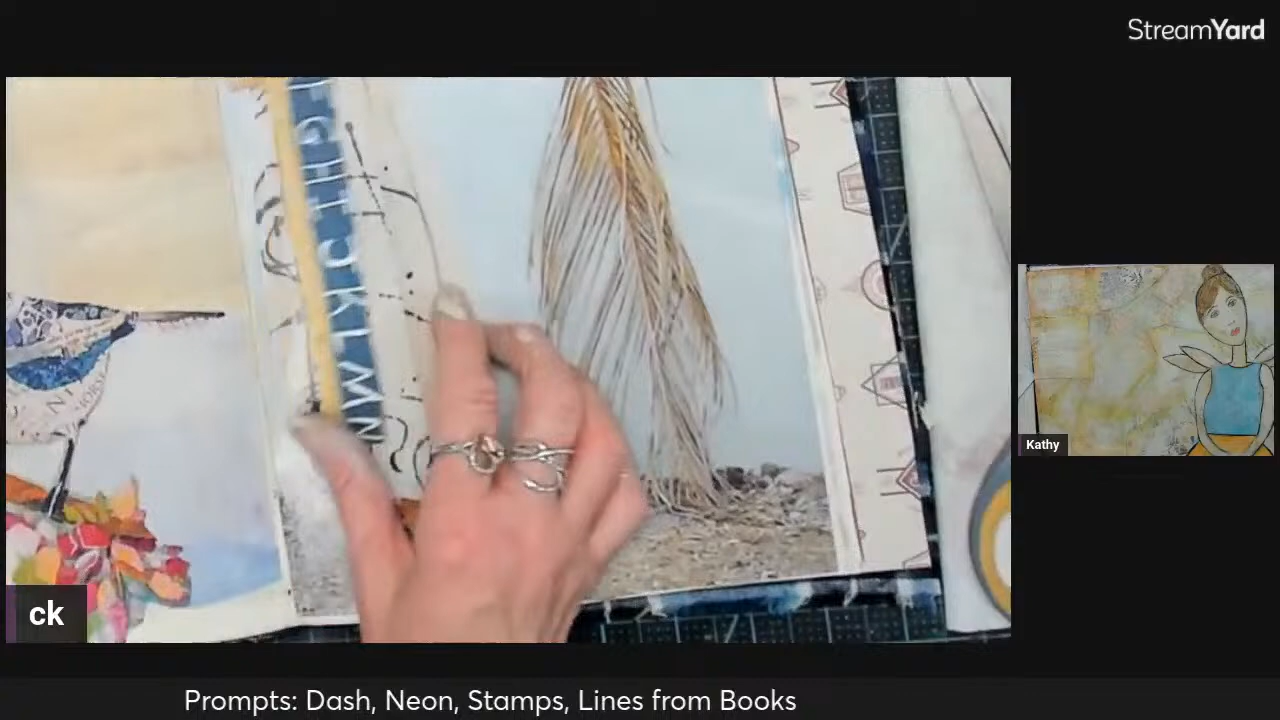 StreamYard
Kathy
ck
Prompts: Dash, Neon, Stamps, Lines from Books